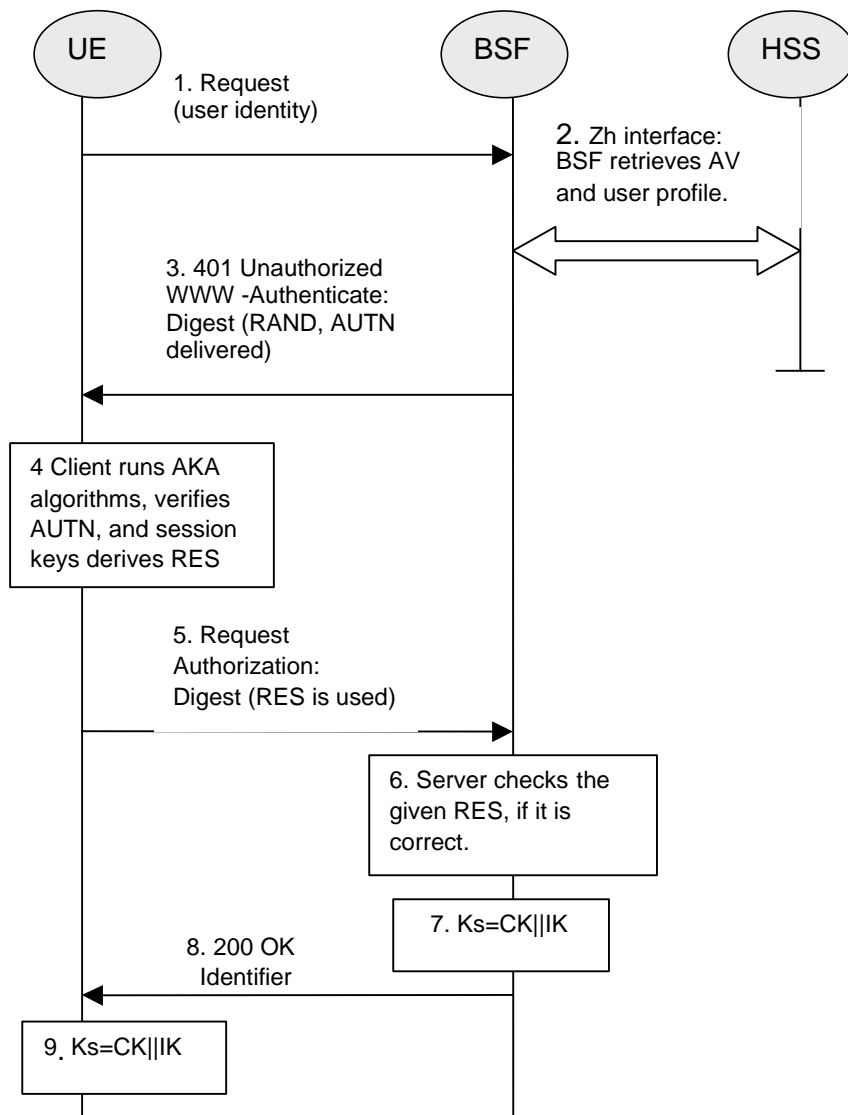 UE
BSF
HSS
1. Request
(user identity)
2. Zh interface:
BSF retrieves AV
and user profile.
3. 401 Unauthorized
WWW -Authenticate:
Digest (RAND, AUTN
delivered)
4 Client runs AKA
algorithms, verifies
AUTN, and session
keys derives RES
5. Request
Authorization:
Digest (RES is used)
6. Server checks the
given RES, if it is
correct.
7. Ks=CK||IK
8. 200 OK
Identifier
9. Ks=CK||IK